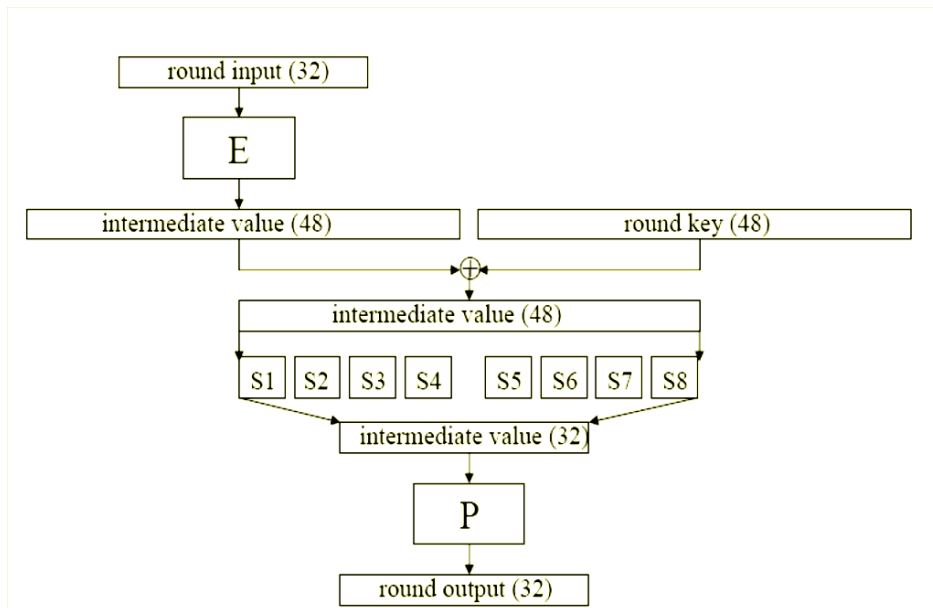 round input (32)
E
intermediate value (48)
round key (48)
intermediate value (48)
S1 S2 S3 S4 S5 S6 S7 S8
intermediate value (32)
P
round output (32)